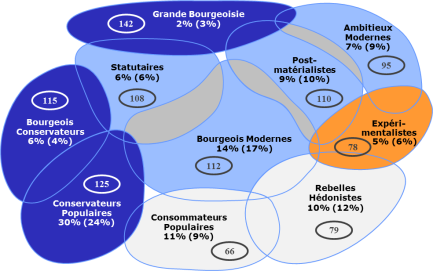 Grande Bourgeoisie
2% (3%)
142
Ambitieux
Modernes
7% (9%)
95
Statutaires
6% (6%)
108
Post-
matérialistes
9% (10%)
110
115
Bourgeois
Conservateurs
6% (4%)
Expéri-
mentalistes
5% (6%)
78
Bourgeois Modernes
14% (17%)
112
125
Conservateurs
Populaires
30% (24%)
Rebelles
Hédonistes
10% (12%)
79
Consommateurs
Populaires
11% (9%)
66